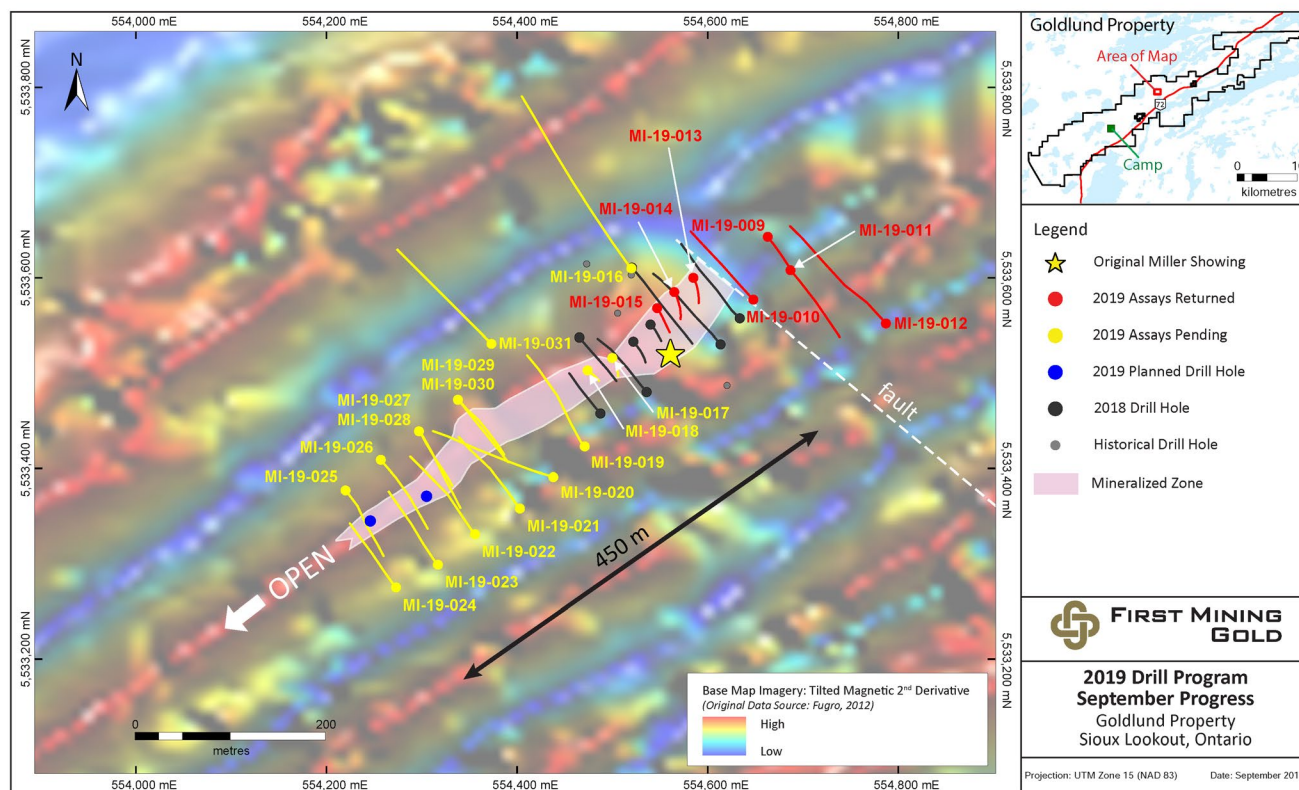 554,000 mE
554,200 mE
554,400 mE
554,600 mE
554,800 mE
5,533,800 mN
5,533,600 mN
5,533,400 mN
5,533,200 mN
5,533,800 mN
5,533,600 mN
5,533,400 mN
5,533,200 mN
N
MI-19-013
MI-19-014
MI-19-009
MI-19-011
MI-19-016
MI-19-015
MI-19-010
MI-19-012
MI-19-031
MI-19-029
MI-19-030
MI-19-027
MI-19-028
MI-19-026
MI-19-025
MI-19-017
MI-19-018
MI-19-019
MI-19-020
MI-19-021
MI-19-022
MI-19-023
MI-19-024
fault
450 m
OPEN
0 200
metres
Base Map Imagery: Tilted Magnetic 2nd Derivative
(Original Data Source: Fugro, 2012)
High
Low
554,000 mE
554,200 mE
554,400 mE
554,600 mE
554,800 mE
Goldlund Property
Area of Map
72
Camp
0 10
kilometres
Legend
Original Miller Showing
2019 Assays Returned
2019 Assays Pending
2019 Planned Drill Hole
2018 Drill Hole
Historical Drill Hole
Mineralized Zone
FIRST MINING
GOLD
2019 Drill Program
September Progress
Goldlund Property
Sioux Lookout, Ontario
Projection: UTM Zone 15 (NAD 83) Date: September 201